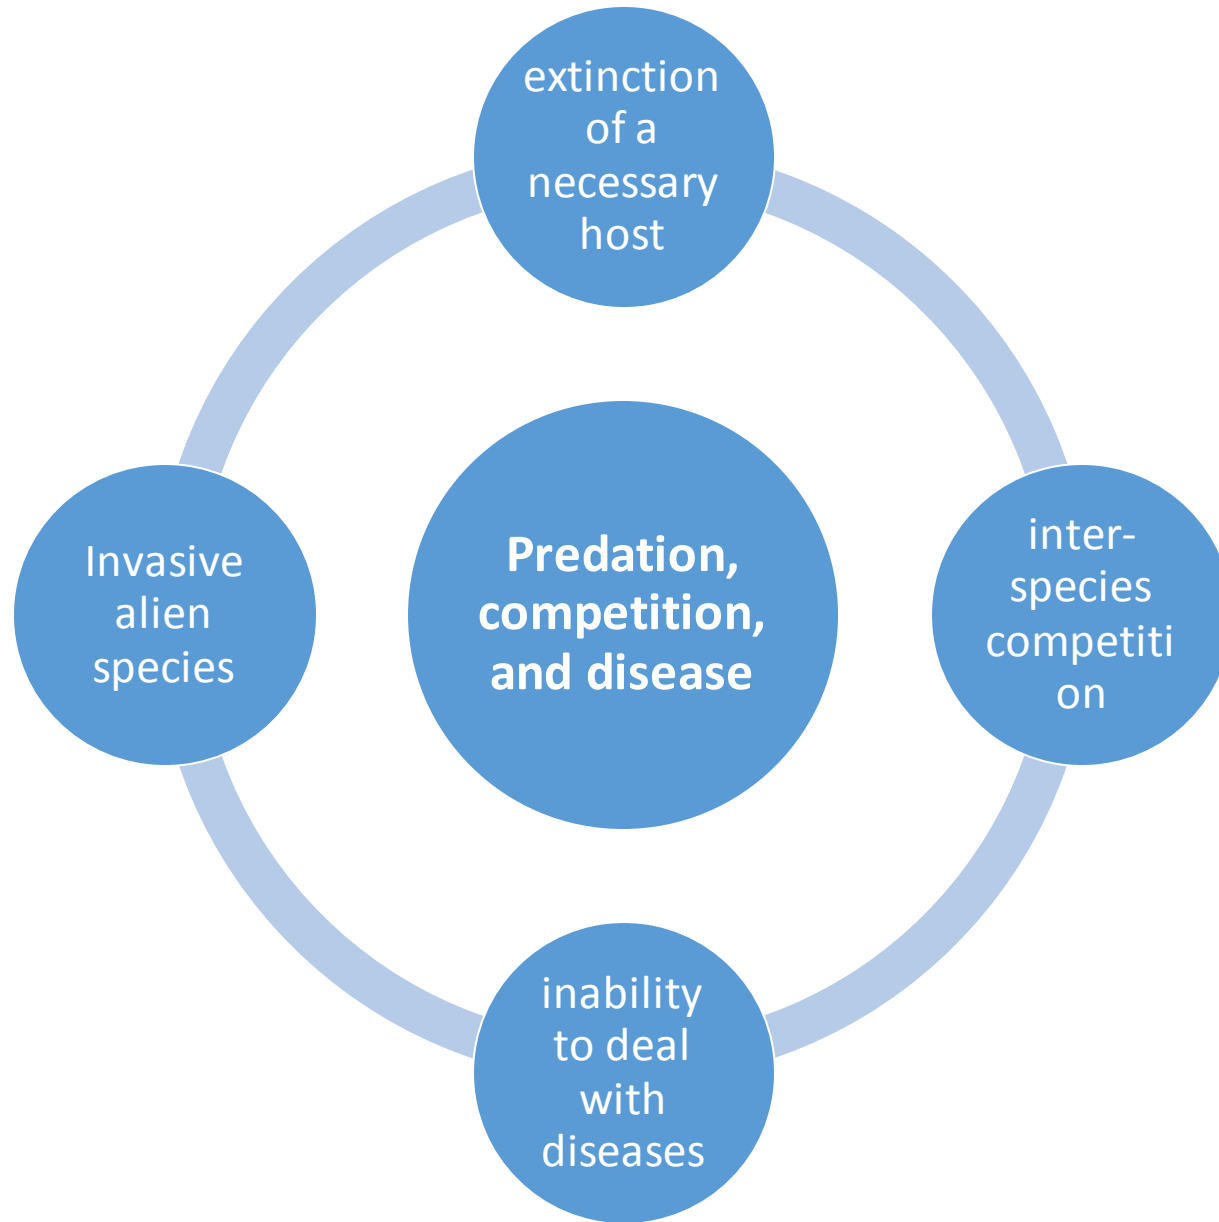 extinction
of a
necessary
host
Invasive
alien
species
Predation,
competition,
and disease
inter-
species
competiti
on
inability
to deal
with
diseases